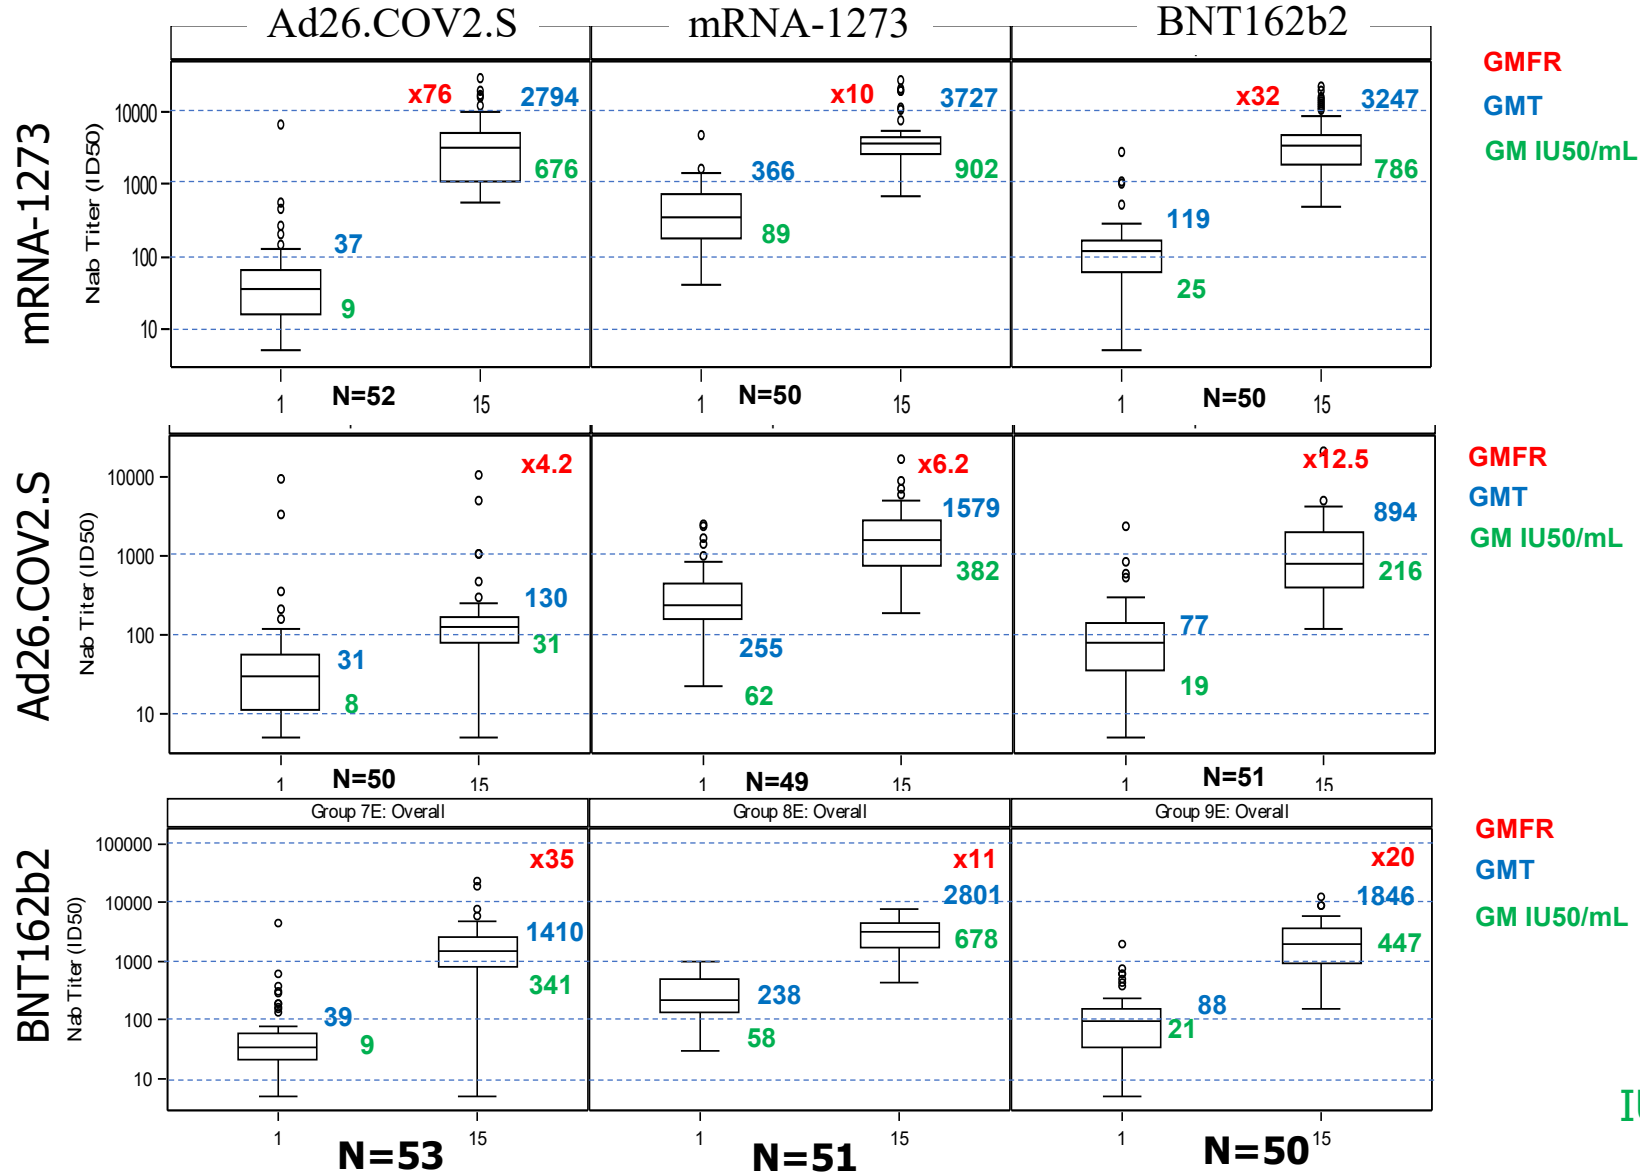 Ad26.COV2.S
mRNA-1273
BNT162b2
mRNA-1273
Nab Titer (ID50)
10000
1000
100
10
x76
2794
676
37
9
x10
3727
902
366
89
x32
3247
786
119
25
GMFR
GMT
GM IU50/mL
1
N=52
15
1
N=50
15
1
N=50
15
Ad26.COV2.S
Nab Titer (ID50)
10000
1000
100
10
x4.2
130
31
31
8
x6.2
1579
382
255
62
x12.5
894
216
77
19
GMFR
GMT
GM IU50/mL
1
N=50
15
1
N=49
15
1
N=51
15
Group 7E: Overall
Group 8E: Overall
Group 9E: Overall
BNT162b2
Nab Titer (ID50)
100000
10000
1000
100
10
x35
1410
341
39
9
x11
2801
678
238
58
x20
1846
447
88
21
GMFR
GMT
GM IU50/mL
IU
1
N=53
15
1
N=51
15
1
N=50
15